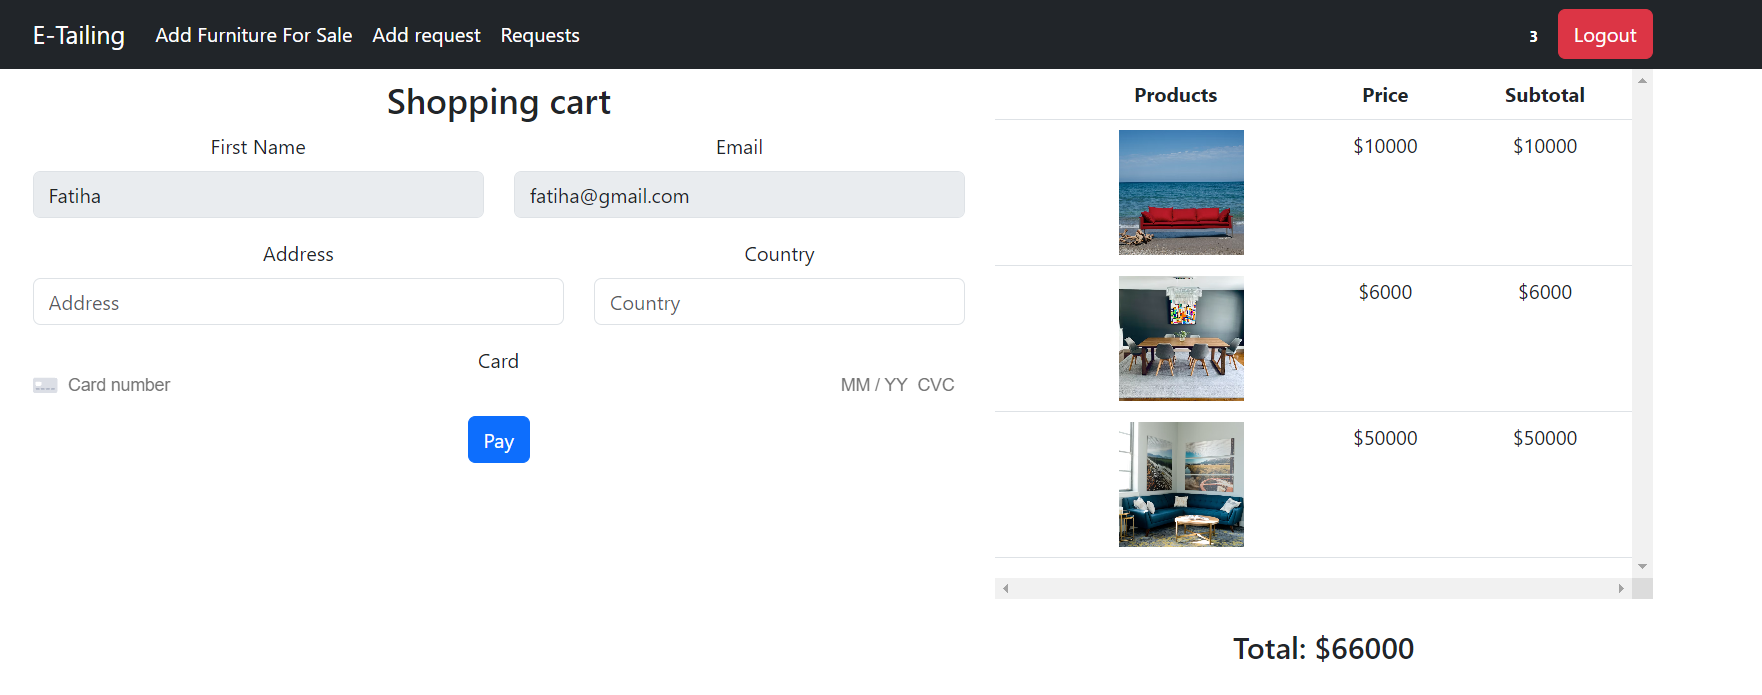 E-Tailing Add Furniture For Sale Add request Requests 3 Logout
Shopping cart
First Name Email
Fatiha fatiha@gmail.com
Address Country
Address Country
Card
Card number MM / YY CVC
Pay
Products Price Subtotal
$10000 $10000
$6000 $6000
$50000 $50000
Total: $66000